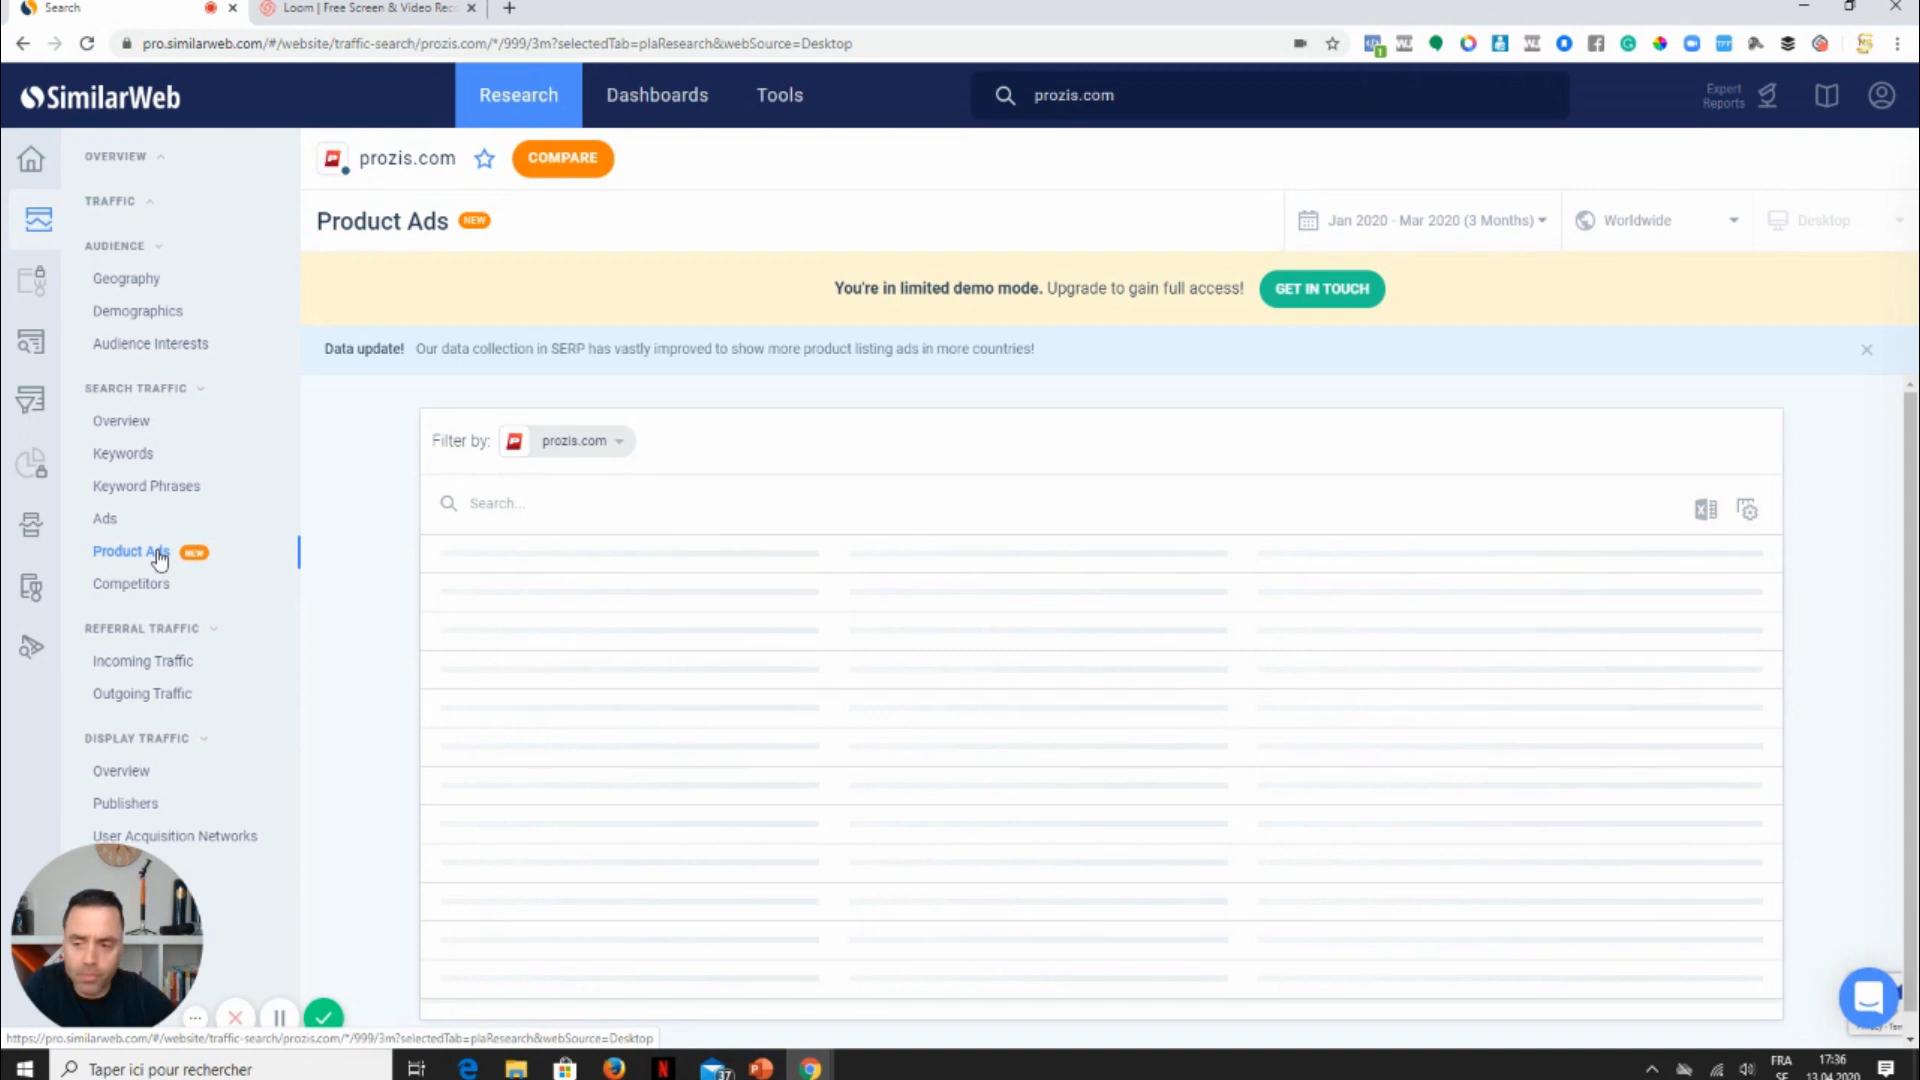 Search
Loom | Free Screen & Video Rec
pro.similarweb.com/#/website/traffic-search/prozis.com/*/999/3m?selectedTab=plaResearch&webSource=Desktop
SimilarWeb
Research
Dashboards
Tools
prozis.com
Expert
Reports
OVERVIEW
TRAFFIC
AUDIENCE
Geography
Demographics
Audience Interests
SEARCH TRAFFIC
Overview
Keywords
Keyword Phrases
Ads
Product Ads NEW
Competitors
REFERRAL TRAFFIC
Incoming Traffic
Outgoing Traffic
DISPLAY TRAFFIC
Overview
Publishers
User Acquisition Networks
prozis.com
COMPARE
Product Ads NEW
Jan 2020 - Mar 2020 (3 Months)
Worldwide
Desktop
You're in limited demo mode. Upgrade to gain full access!
GET IN TOUCH
Data update! Our data collection in SERP has vastly improved to show more product listing ads in more countries!
Filter by:
prozis.com
Search...
https://pro.similarweb.com/#/website/traffic-search/prozis.com/*/999/3m?selectedTab=plaResearch&webSource=Desktop
Taper ici pour rechercher
37
FRA
SF
17:36
13.04.2020